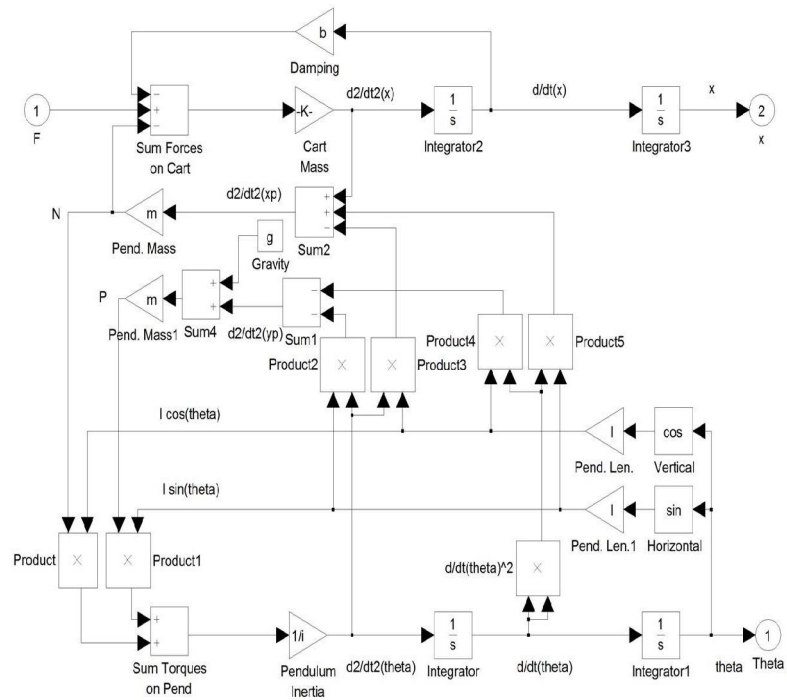 b
Damping
d2/dt2(x)
d/dt(x)
x
1
F
−
+
−
Sum Forces
on Cart
-K-
Cart
Mass
1
s
Integrator2
1
s
Integrator3
2
x
N
d2/dt2(xp)
m
Pend. Mass
+
+
−
Sum2
g
Gravity
P
m
Pend. Mass1
+
+
Sum4
d2/dt2(yp)
−
−
Sum1
Product2
×
×
Product3
Product4
×
×
Product5
l cos(theta)
l
Pend. Len.
cos
Vertical
l sin(theta)
l
Pend. Len.1
sin
Horizontal
Product
×
×
Product1
d/dt(theta)^2
×
+
+
Sum Torques
on Pend
1/i
Pendulum
Inertia
d2/dt2(theta)
1
s
Integrator
d/dt(theta)
1
s
Integrator1
theta
1
Theta